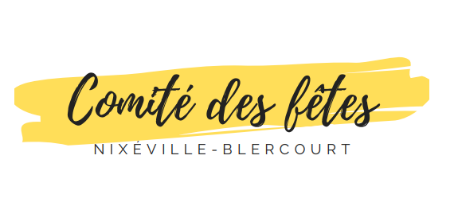 Comité des fêtes
NIXÉVILLE-BLERCOURT